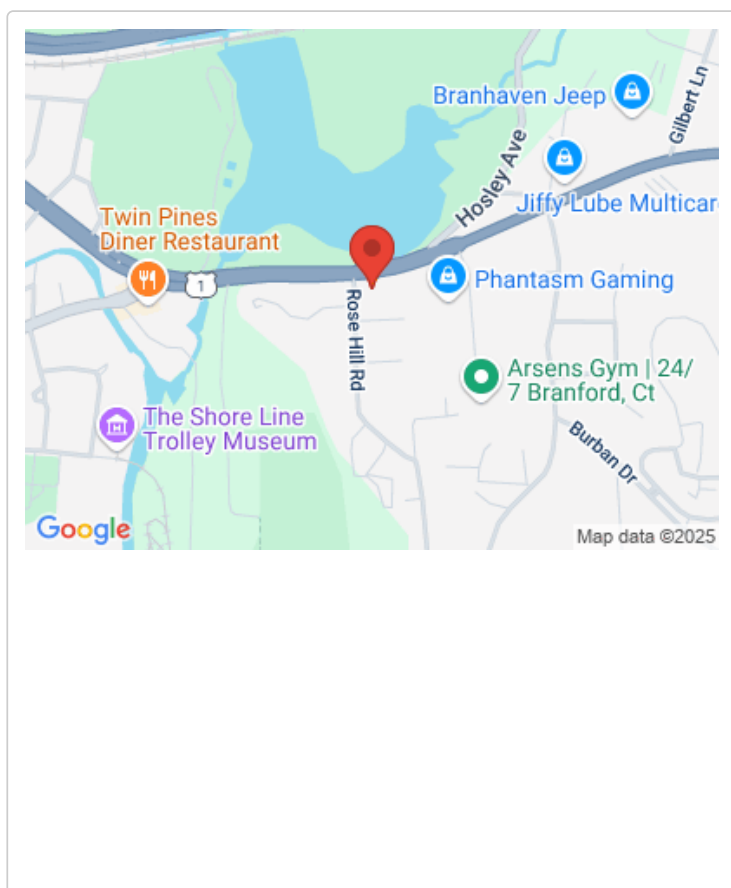 Branhaven Jeep
Gilbert Ln
Hosley Ave
Jiffy Lube Multicar
Twin Pines
Diner Restaurant
1
Phantasm Gaming
Rose Hill Rd
Arsens Gym | 24/
7 Branford, Ct
The Shore Line
Trolley Museum
Burban Dr
Google
Map data ©2025